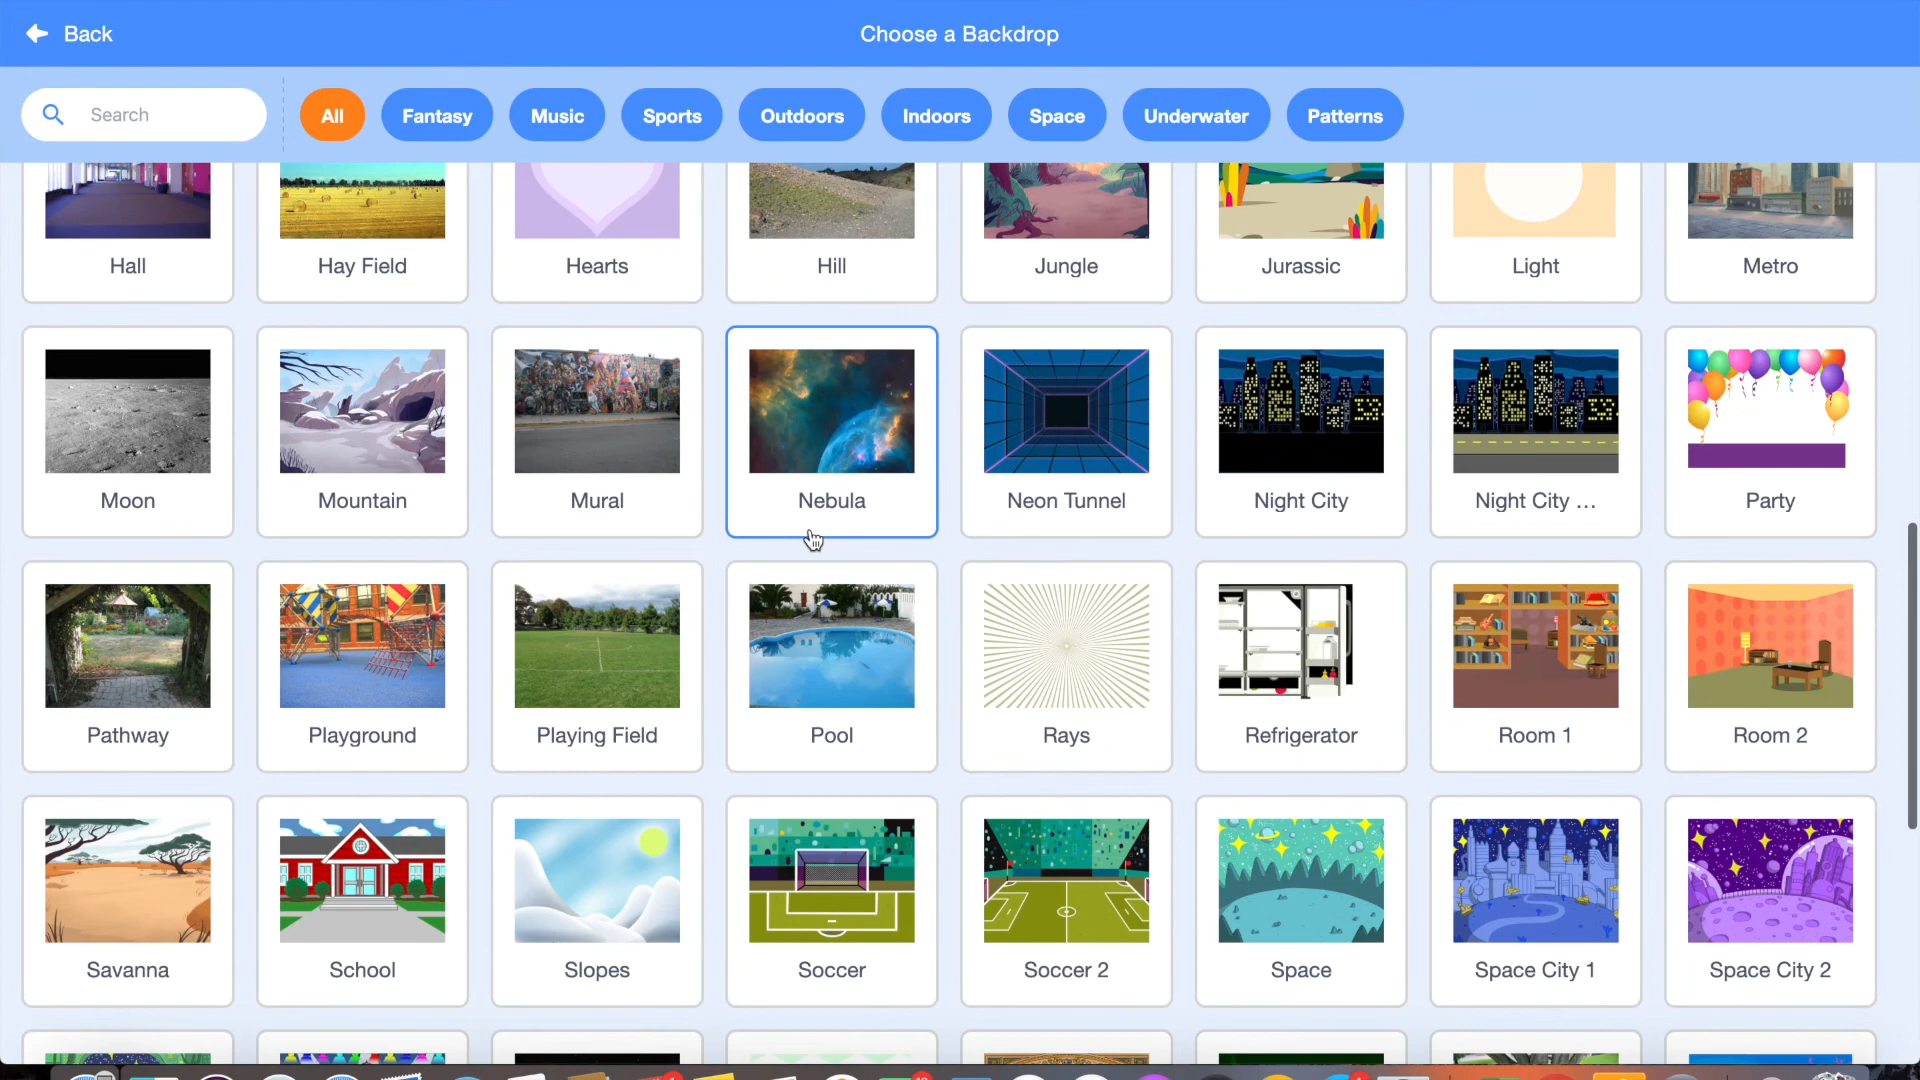 Back
Choose a Backdrop
Search
All
Fantasy
Music
Sports
Outdoors
Indoors
Space
Underwater
Patterns
Hall
Hay Field
Hearts
Hill
Jungle
Jurassic
Light
Metro
Moon
Mountain
Mural
Nebula
Neon Tunnel
Night City
Night City ...
Party
Pathway
Playground
Playing Field
Pool
Rays
Refrigerator
Room 1
Room 2
Savanna
School
Slopes
Soccer
Soccer 2
Space
Space City 1
Space City 2